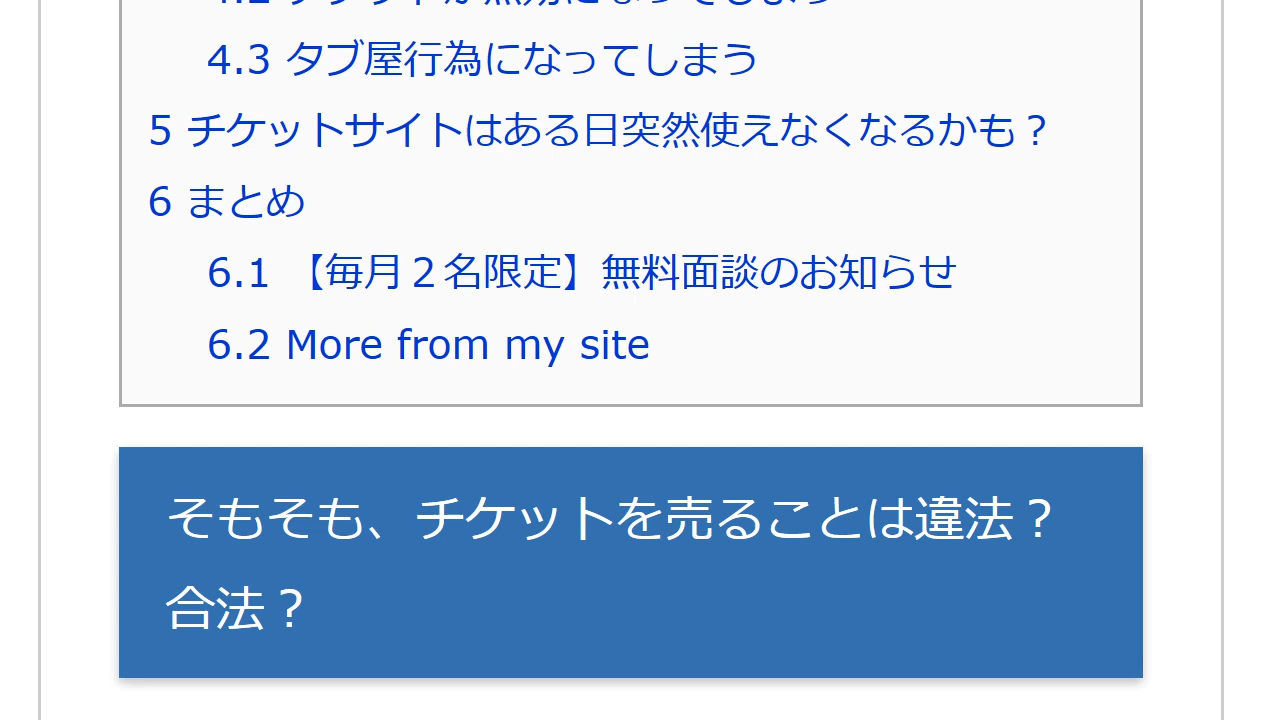 4.3 タブ屋行為になってしまう
5 チケットサイトはある日突然使えなくなるかも？
6 まとめ
6.1 【毎月２名限定】無料面談のお知らせ
6.2 More from my site
そもそも、チケットを売ることは違法？
合法？